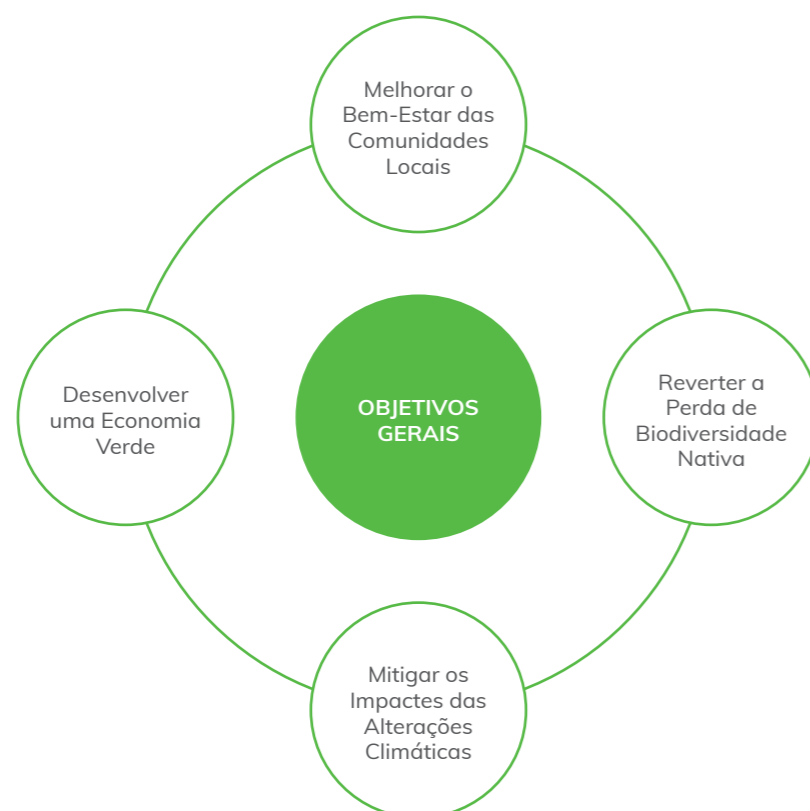 Melhorar o
Bem-Estar das
Comunidades
Locais
Desenvolver
uma Economia
Verde
OBJETIVOS
GERAIS
Reverter a
Perda de
Biodiversidade
Nativa
Mitigar os
Impactes das
Alterações
Climáticas